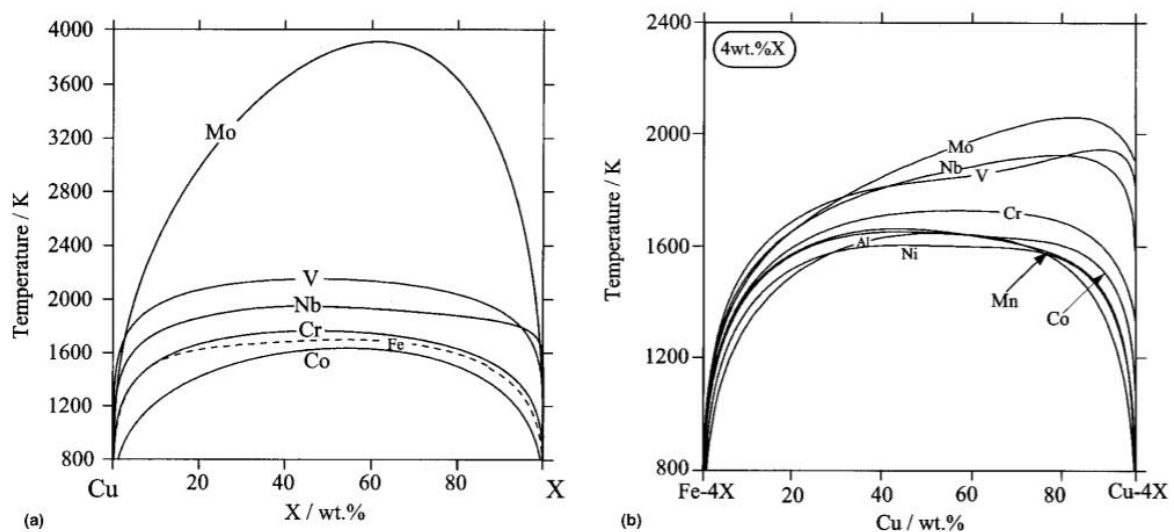 4000
3600
3200
2800
2400
2000
1600
1200
800
Temperature / K
Mo
V
Nb
Cr
Fe
Co
Cu
20
40
60
80
X
X / wt.%
(a)
2400
2000
1600
1200
800
Temperature / K
4wt.%X
Mo
Nb
V
Cr
Al
Ni
Mn
Co
Fe-4X
20
40
60
80
Cu-4X
Cu / wt.%
(b)